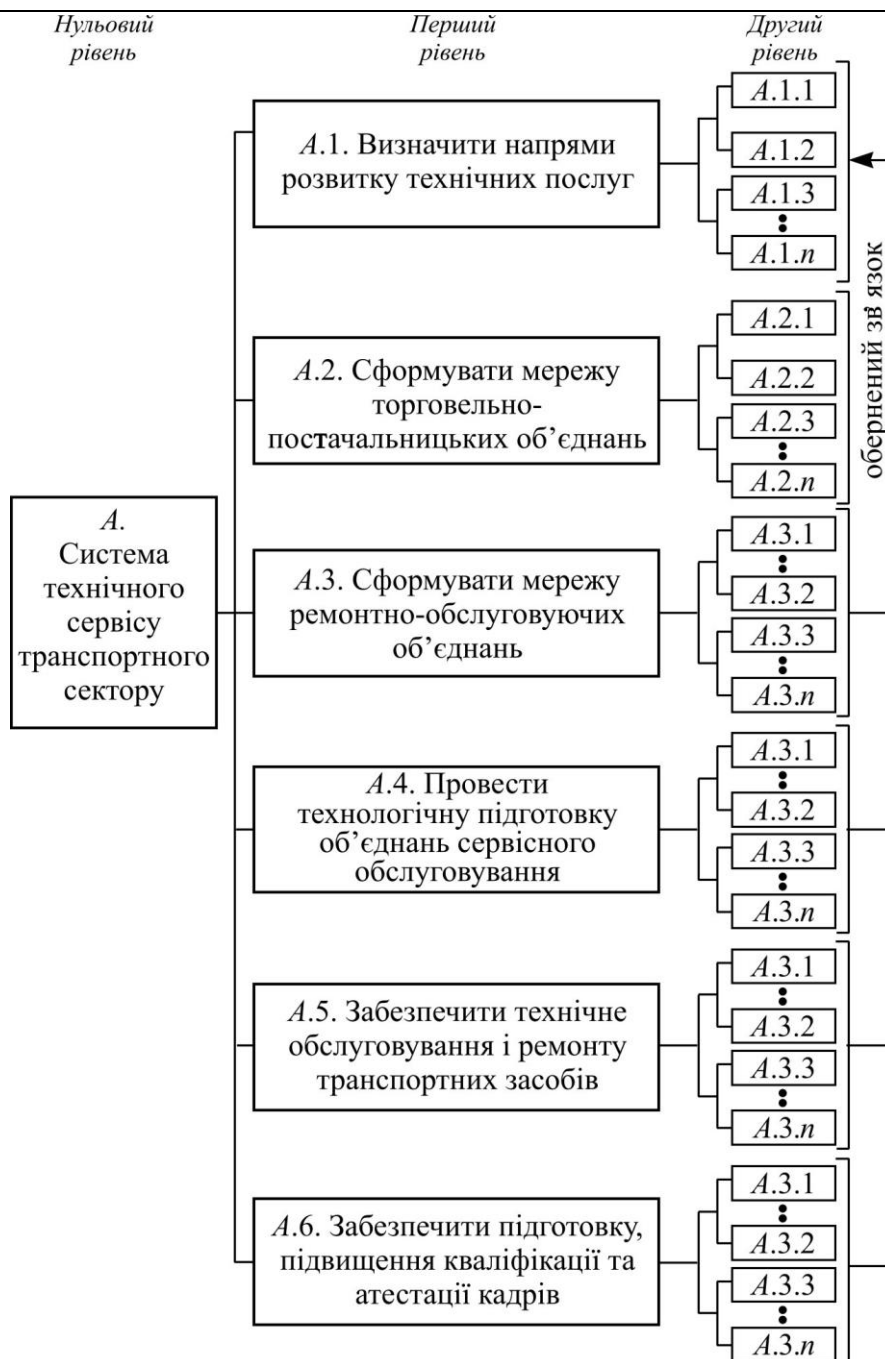 Нульовий
рівень
Перший
рівень
Другий
рівень
А.1. Визначити напрями
розвитку технічних послуг
А.1.1
А.1.2
А.1.3
А.1.n
обернений зв язок
А.2. Сформувати мережу
торговельно-
постачальницьких об’єднань
А.2.1
А.2.2
А.2.3
А.2.n
А.
Система
технічного
сервісу
транспортного
сектору
А.3. Сформувати мережу
ремонтно-обслуговуючих
об’єднань
А.3.1
А.3.2
А.3.3
А.3.n
А.4. Провести
технологічну підготовку
об’єднань сервісного
обслуговування
А.3.1
А.3.2
А.3.3
А.3.n
А.5. Забезпечити технічне
обслуговування і ремонту
транспортних засобів
А.3.1
А.3.2
А.3.3
А.3.n
А.6. Забезпечити підготовку,
підвищення кваліфікації та
атестації кадрів
А.3.1
А.3.2
А.3.3
А.3.n